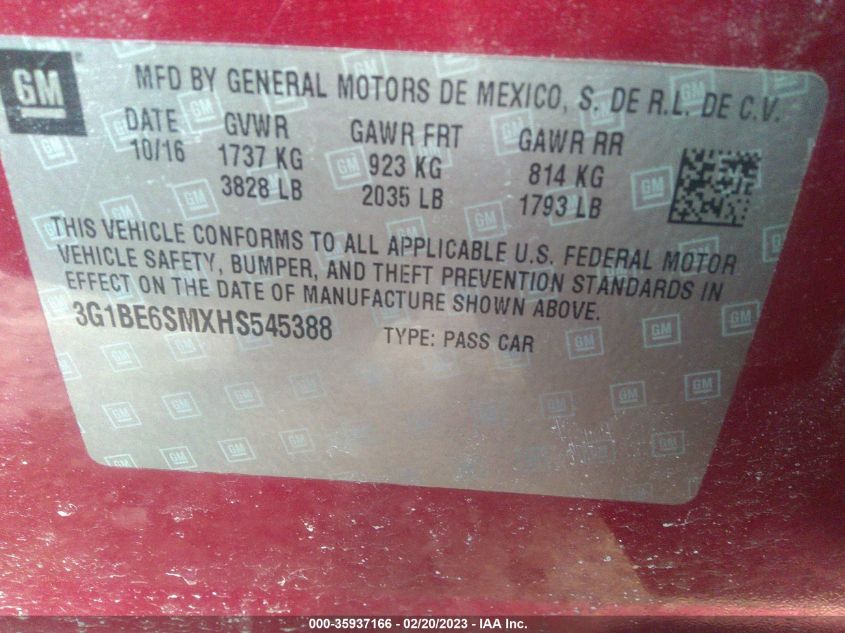 GM
MFD BY GENERAL MOTORS DE MEXICO, S. DE R.L. DE C.V.
DATE GVWR GAWR FRT GAWR RR
10/16 1737 KG 923 KG 814 KG
3828 LB 2035 LB 1793 LB
THIS VEHICLE CONFORMS TO ALL APPLICABLE U.S. FEDERAL MOTOR
VEHICLE SAFETY, BUMPER, AND THEFT PREVENTION STANDARDS IN
EFFECT ON THE DATE OF MANUFACTURE SHOWN ABOVE.
3G1BE6SMXHS545388 TYPE: PASS CAR
000-35937166 - 02/20/2023 - IAA Inc.